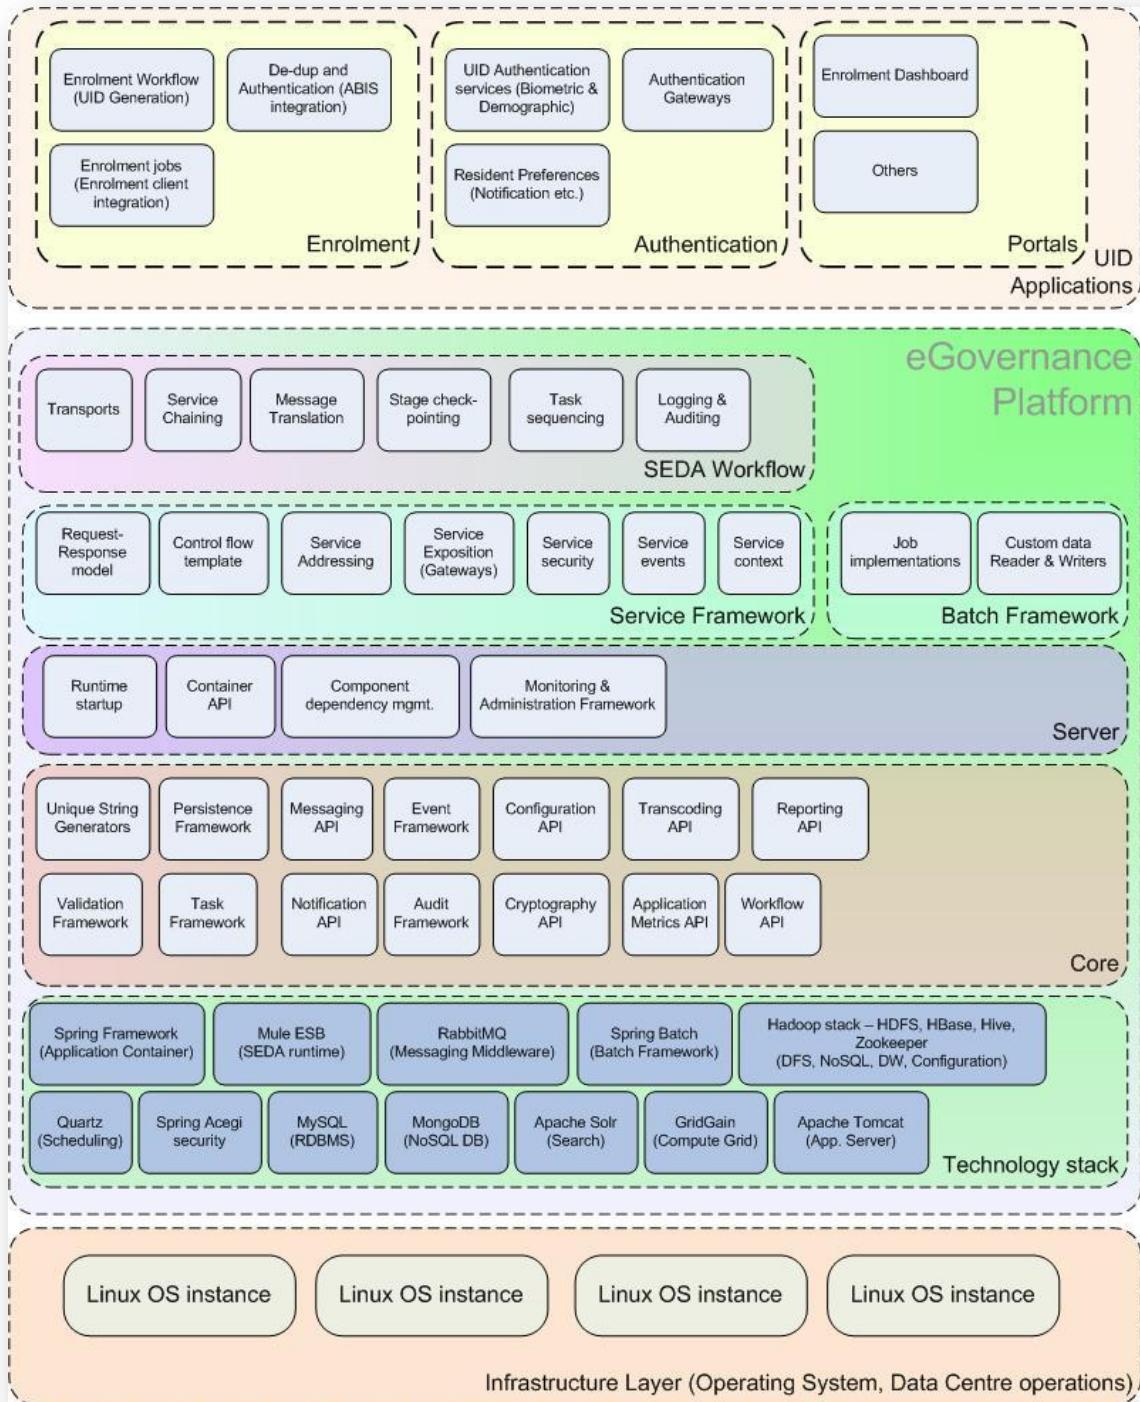 Enrolment Workflow
(UID Generation)
De-dup and
Authentication (ABIS
integration)
Enrolment jobs
(Enrolment client
integration)
Enrolment
UID Authentication
services (Biometric &
Demographic)
Authentication
Gateways
Resident Preferences
(Notification etc.)
Authentication
Enrolment Dashboard
Others
Portals
UID
Applications
eGovernance
Platform
Transports
Service
Chaining
Message
Translation
Stage check-
pointing
Task
sequencing
Logging &
Auditing
SEDA Workflow
Request-
Response
model
Control flow
template
Service
Addressing
Service
Exposition
(Gateways)
Service
security
Service
events
Service
context
Service Framework
Job
implementations
Custom data
Reader & Writers
Batch Framework
Runtime
startup
Container
API
Component
dependency mgmt.
Monitoring &
Administration Framework
Server
Unique String
Generators
Persistence
Framework
Messaging
API
Event
Framework
Configuration
API
Transcoding
API
Reporting
API
Validation
Framework
Task
Framework
Notification
API
Audit
Framework
Cryptography
API
Application
Metrics API
Workflow
API
Core
Spring Framework
(Application Container)
Mule ESB
(SEDA runtime)
RabbitMQ
(Messaging Middleware)
Spring Batch
(Batch Framework)
Hadoop stack – HDFS, HBase, Hive,
Zookeeper
(DFS, NoSQL, DW, Configuration)
Quartz
(Scheduling)
Spring Acegi
security
MySQL
(RDBMS)
MongoDB
(NoSQL DB)
Apache Solr
(Search)
GridGain
(Compute Grid)
Apache Tomcat
(App. Server)
Technology stack
Linux OS instance
Linux OS instance
Linux OS instance
Linux OS instance
Infrastructure Layer (Operating System, Data Centre operations)